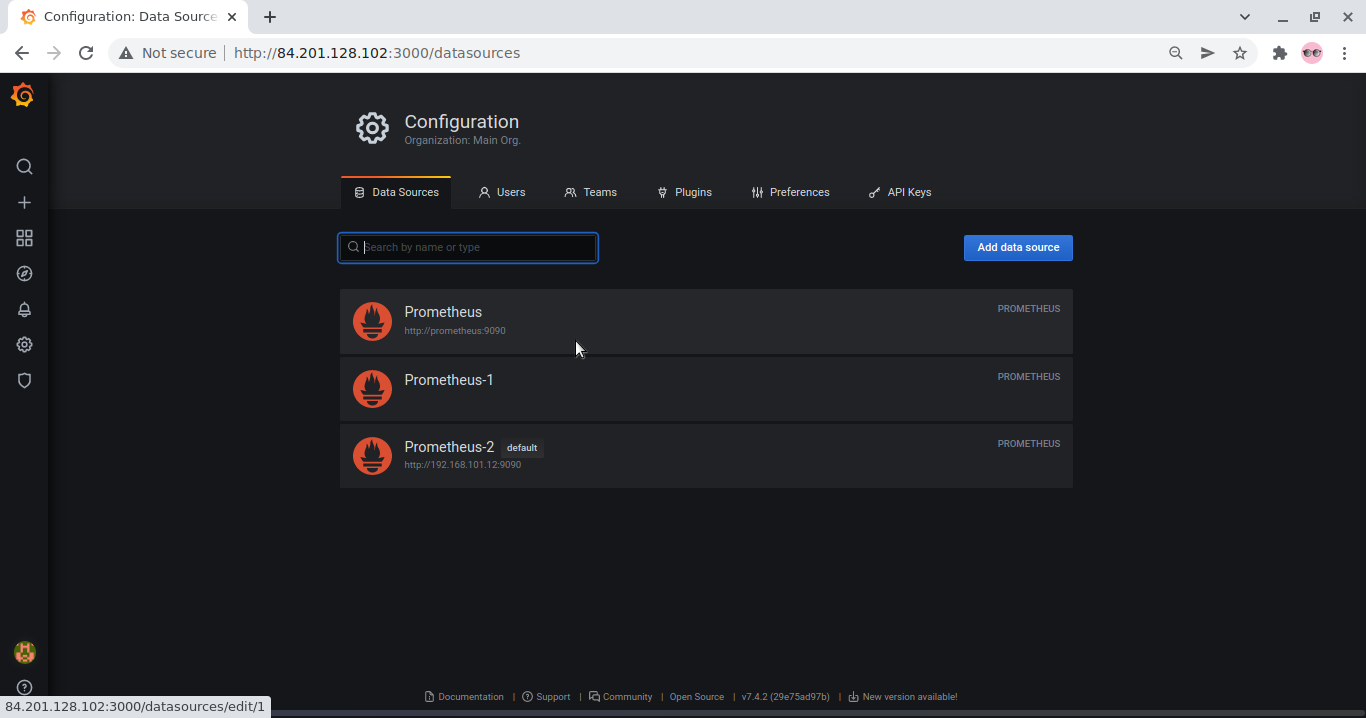 Configuration: Data Source
Not secure http://84.201.128.102:3000/datasources
Configuration
Organization: Main Org.
Data Sources Users Teams Plugins Preferences API Keys
Search by name or type Add data source
Prometheus PROMETHEUS
http://prometheus:9090
Prometheus-1 PROMETHEUS
Prometheus-2 default PROMETHEUS
http://192.168.101.12:9090
Documentation | Support | Community | Open Source | v7.4.2 (29e75ad97b) | New version available!
84.201.128.102:3000/datasources/edit/1